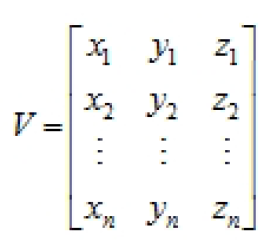 x₁ y₁ z₁
x₂ y₂ z₂
V =
⋮ ⋮ ⋮
xₙ yₙ zₙ